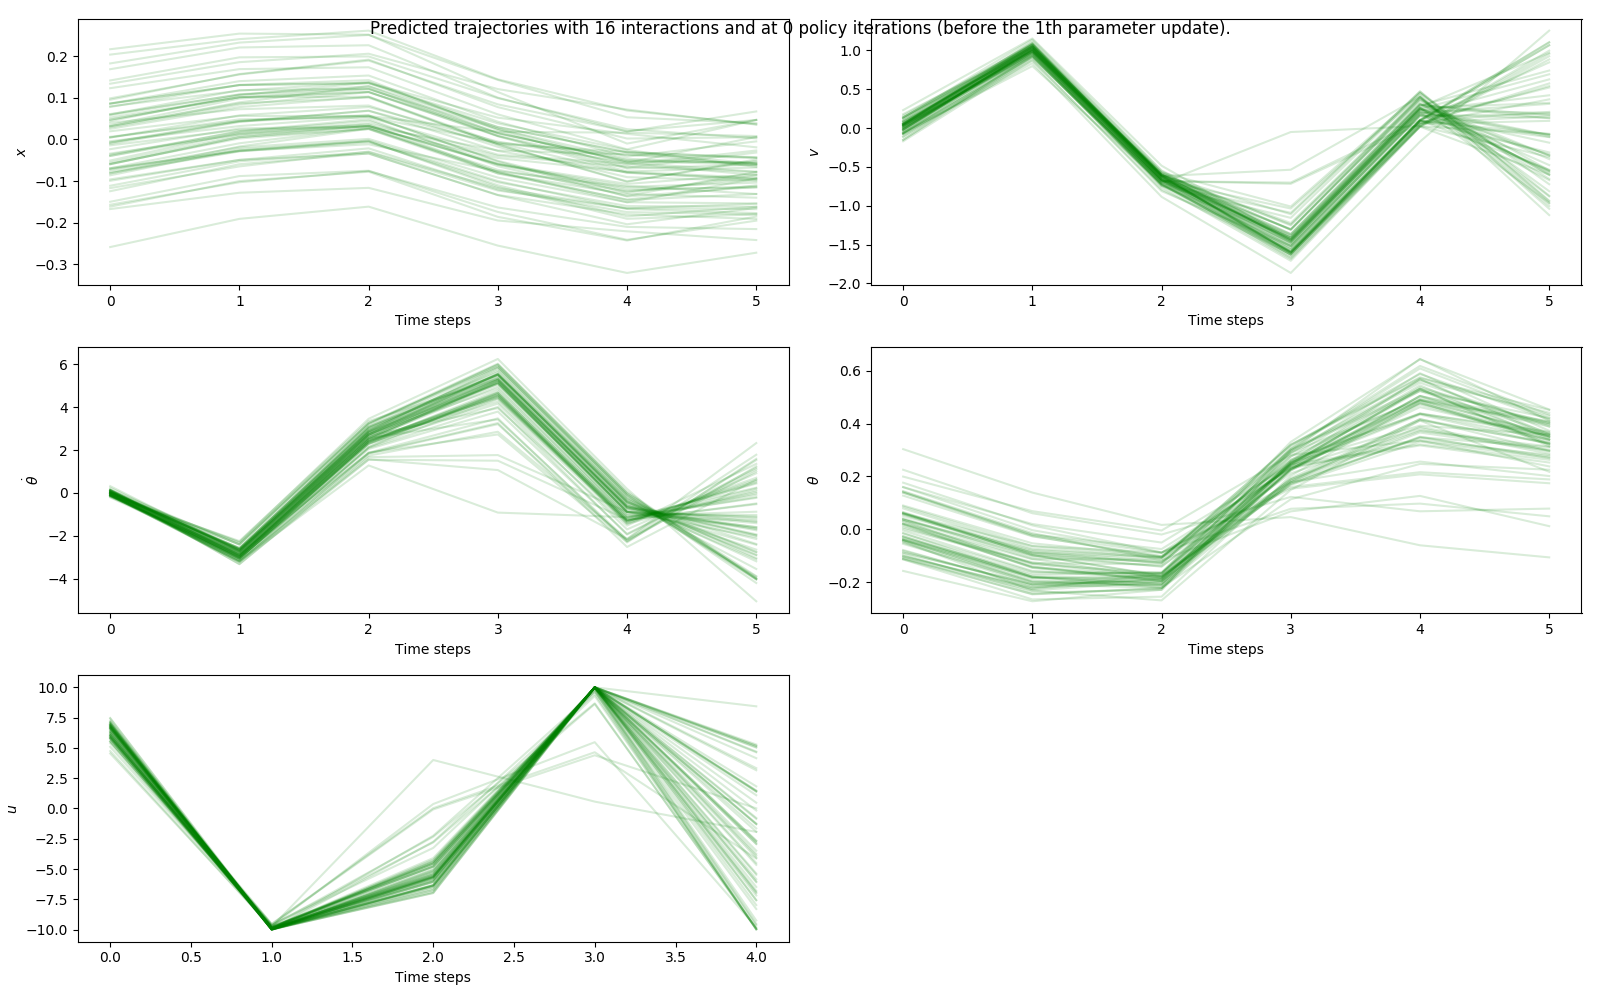 Predicted trajectories with 16 interactions and at 0 policy iterations (before the 1th parameter update).
0.2
0.1
0.0
−0.1
−0.2
−0.3
x
0 1 2 3 4 5
Time steps
1.0
0.5
0.0
−0.5
−1.0
−1.5
−2.0
v
0 1 2 3 4 5
Time steps
6
4
2
0
−2
−4
θ̇
0 1 2 3 4 5
Time steps
0.6
0.4
0.2
0.0
−0.2
θ
0 1 2 3 4 5
Time steps
10.0
7.5
5.0
2.5
0.0
−2.5
−5.0
−7.5
−10.0
u
0.0 0.5 1.0 1.5 2.0 2.5 3.0 3.5 4.0
Time steps